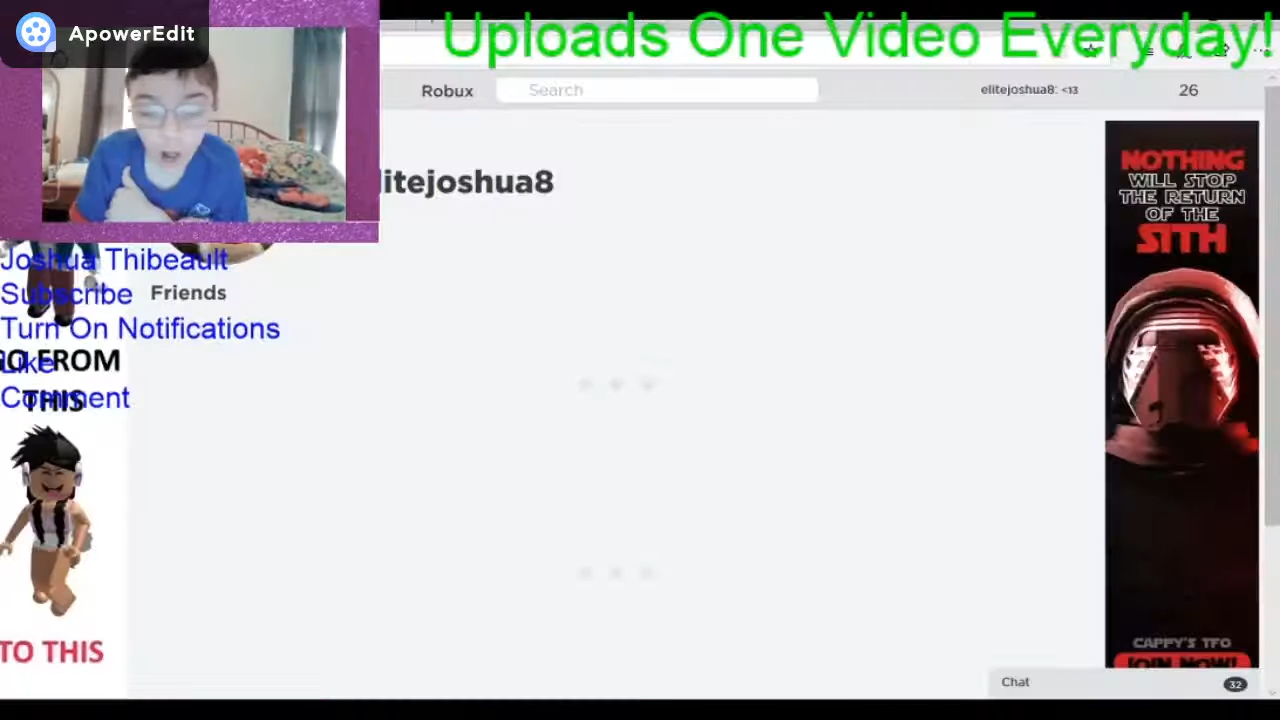 ApowerEdit
Uploads One Video Everyday!
Robux
Search
elitejoshua8: <13
26
litejoshua8
NOTHING
WILL STOP
THE RETURN
OF THE
SITH
Joshua Thibeault
Subscribe
Friends
Turn On Notifications
Like
GO FROM
Comment
THIS
TO THIS
CAPPY'S TFO
JOIN NOW!
Chat
32